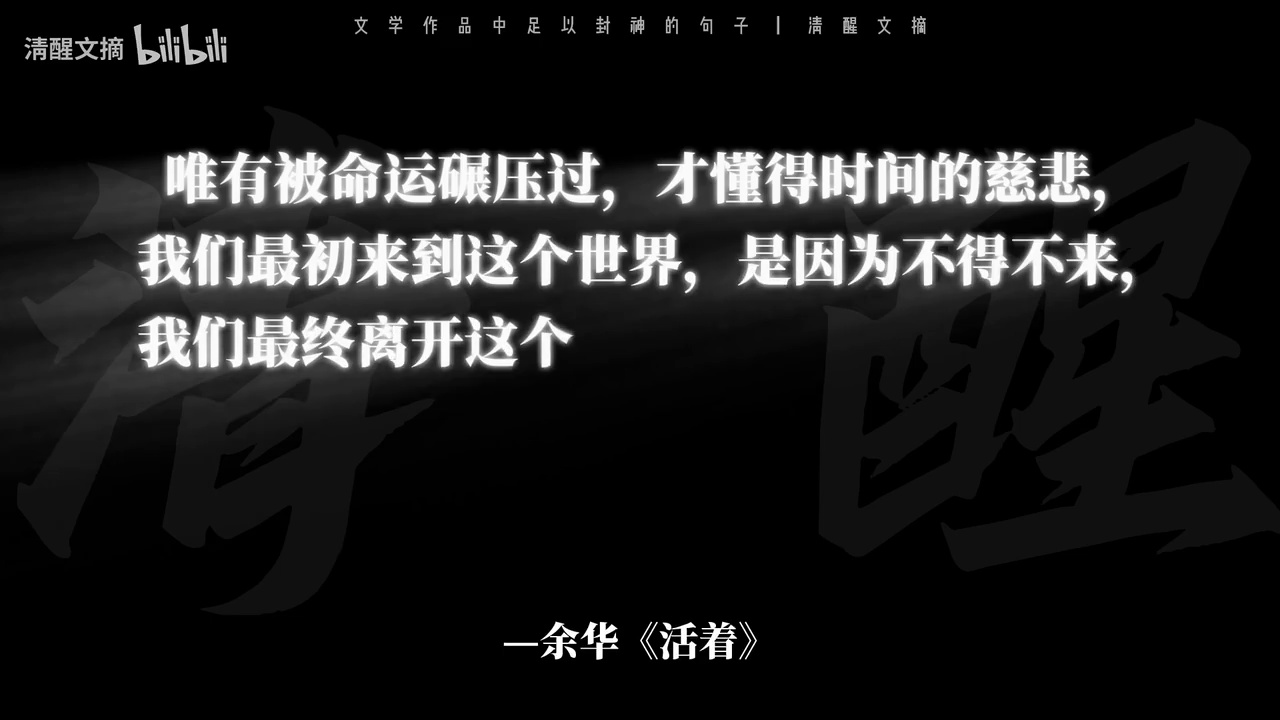 文学作品中足以封神的句子 | 清醒文摘
清醒文摘 bilibili
清醒
唯有被命运碾压过，才懂得时间的慈悲，
我们最初来到这个世界，是因为不得不来，
我们最终离开这个
—余华《活着》